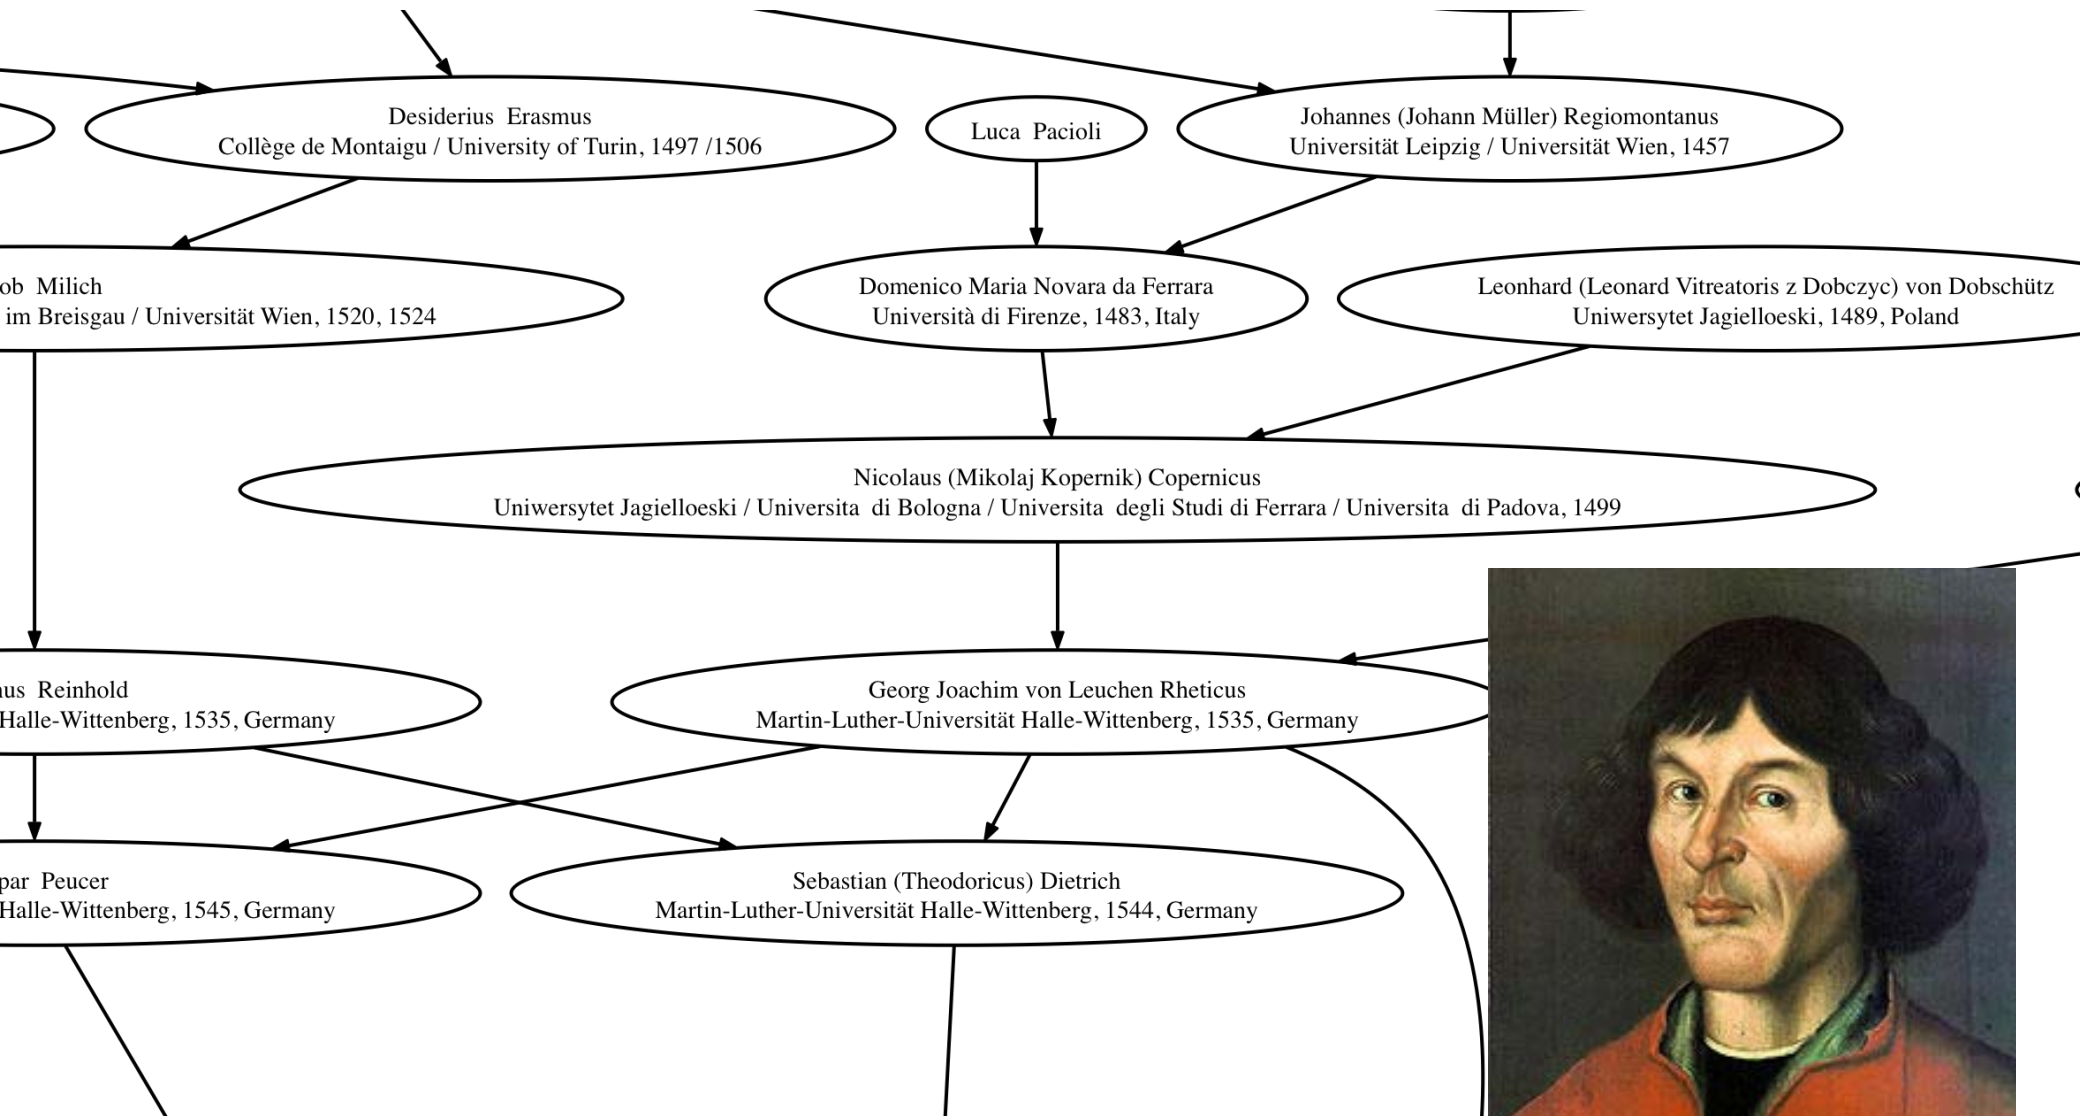 Desiderius Erasmus
Collège de Montaigu / University of Turin, 1497 /1506
Luca Pacioli
Johannes (Johann Müller) Regiomontanus
Universität Leipzig / Universität Wien, 1457
ob Milich
im Breisgau / Universität Wien, 1520, 1524
Domenico Maria Novara da Ferrara
Università di Firenze, 1483, Italy
Leonhard (Leonard Vitreatoris z Dobczyc) von Dobschütz
Uniwersytet Jagielloeski, 1489, Poland
Nicolaus (Mikolaj Kopernik) Copernicus
Uniwersytet Jagielloeski / Universita di Bologna / Universita degli Studi di Ferrara / Universita di Padova, 1499
us Reinhold
Halle-Wittenberg, 1535, Germany
Georg Joachim von Leuchen Rheticus
Martin-Luther-Universität Halle-Wittenberg, 1535, Germany
par Peucer
Halle-Wittenberg, 1545, Germany
Sebastian (Theodoricus) Dietrich
Martin-Luther-Universität Halle-Wittenberg, 1544, Germany